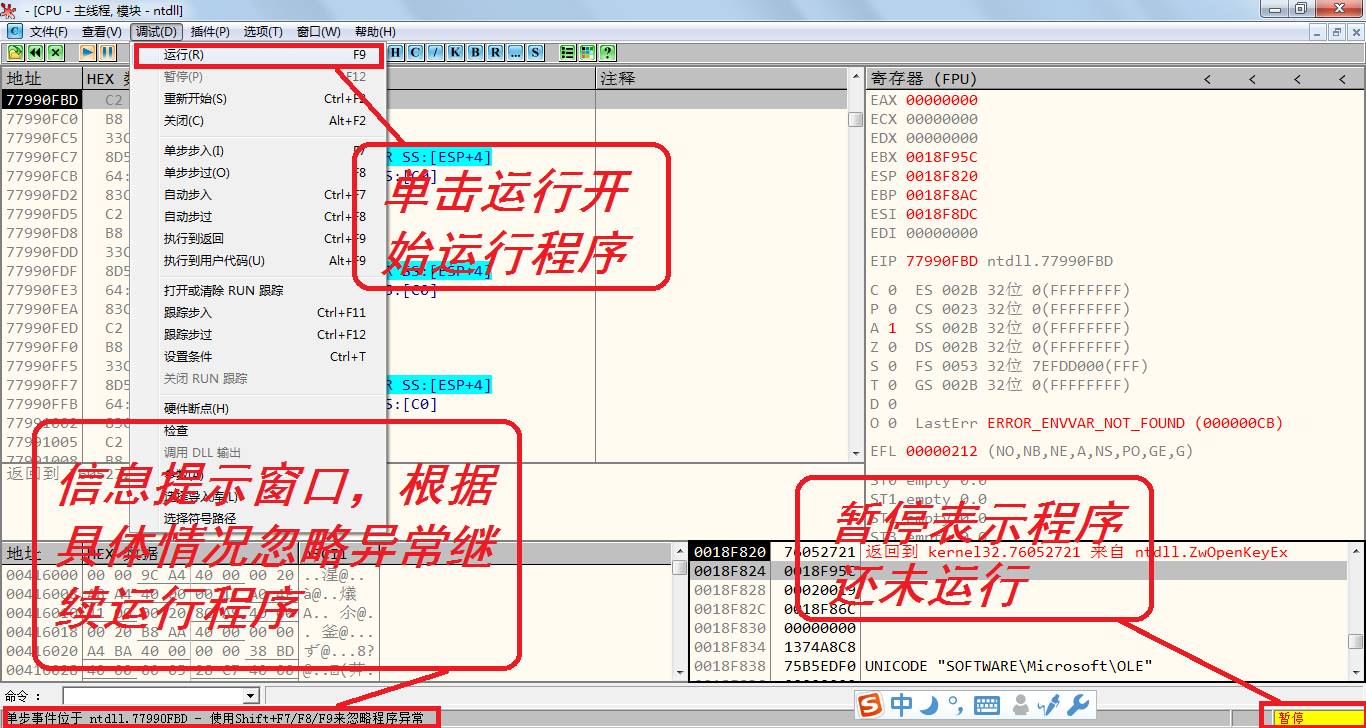 - [CPU - 主线程, 模块 - ntdll]
文件(F) 查看(V) 调试(D) 插件(P) 选项(T) 窗口(W) 帮助(H)
H C / K B R ... S ?
地址 HEX 注释
77990FBD C2
77990FC0 B8
77990FC5 33C
77990FC7 8D5 SS:[ESP+4]
77990FCB 64: [C0]
77990FD2 83C
77990FD5 C2
77990FD8 B8
77990FDD 33C
77990FDF 8D5 SS:[ESP+4]
77990FE3 64: [C0]
77990FEA 83C
77990FED C2
77990FF0 B8
77990FF5 33C
77990FF7 8D5 SS:[ESP+4]
77990FFB 64: S:[C0]
77991002
77991005 C2
77991008 B8
运行(R) F9
暂停(P) F12
重新开始(S) Ctrl+F2
关闭(C) Alt+F2
单步步入(I) F7
单步步过(O) F8
自动步入 Ctrl+F7
自动步过 Ctrl+F8
执行到返回 Ctrl+F9
执行到用户代码(U) Alt+F9
打开或清除 RUN 跟踪
跟踪步入 Ctrl+F11
跟踪步过 Ctrl+F12
设置条件 Ctrl+T
关闭 RUN 跟踪
硬件断点(H)
检查
调用 DLL 输出
选择导入库(L)
选择符号路径
单击运行开
始运行程序
寄存器 (FPU) < < < <
EAX 00000000
ECX 00000000
EDX 00000000
EBX 0018F95C
ESP 0018F820
EBP 0018F8AC
ESI 0018F8DC
EDI 00000000
EIP 77990FBD ntdll.77990FBD
C 0 ES 002B 32位 0(FFFFFFFF)
P 0 CS 0023 32位 0(FFFFFFFF)
A 1 SS 002B 32位 0(FFFFFFFF)
Z 0 DS 002B 32位 0(FFFFFFFF)
S 0 FS 0053 32位 7EFDD000(FFF)
T 0 GS 002B 32位 0(FFFFFFFF)
D 0
O 0 LastErr ERROR_ENVVAR_NOT_FOUND (000000CB)
EFL 00000212 (NO,NB,NE,A,NS,PO,GE,G)
ST0 empty 0.0
ST1 empty 0.0
返回到
信息提示窗口，根据
具体情况忽略异常继
续运行程序
暂停表示程序
还未运行
地址 HEX 数据
00416000 00 00 9C A4 40 00 00 20
00416018 00 20 B8 AA 40 00 00 00
00416020 A4 BA 40 00 00 00 38 BD
0018F820 76052721 返回到 kernel32.76052721 来自 ntdll.ZwOpenKeyEx
0018F824 0018F95C
0018F828 00020019
0018F82C 0018F86C
0018F830 00000000
0018F834 1374A8C8
0018F838 75B5EDF0 UNICODE "SOFTWARE\Microsoft\OLE"
命令：
S 中
单步事件位于 ntdll.77990FBD - 使用Shift+F7/F8/F9来忽略程序异常
暂停